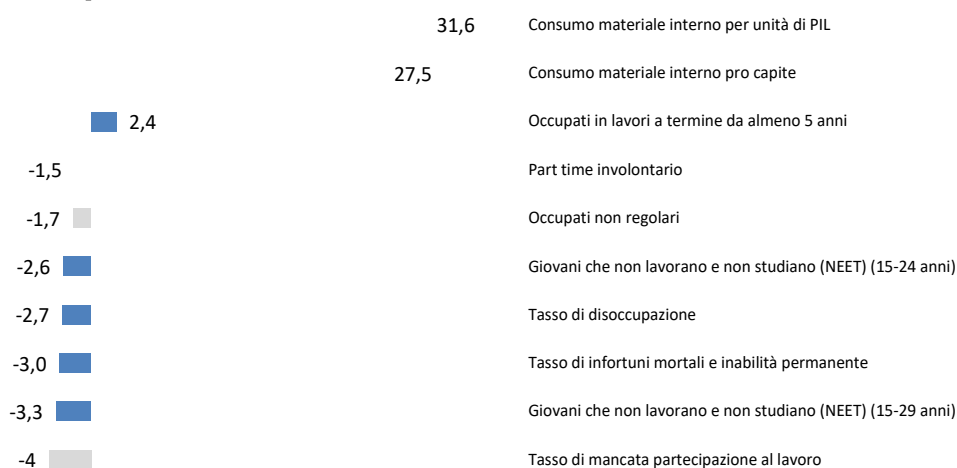 31,6 Consumo materiale interno per unità di PIL
27,5 Consumo materiale interno pro capite
2,4 Occupati in lavori a termine da almeno 5 anni
-1,5 Part time involontario
-1,7 Occupati non regolari
-2,6 Giovani che non lavorano e non studiano (NEET) (15-24 anni)
-2,7 Tasso di disoccupazione
-3,0 Tasso di infortuni mortali e inabilità permanente
-3,3 Giovani che non lavorano e non studiano (NEET) (15-29 anni)
-4 Tasso di mancata partecipazione al lavoro